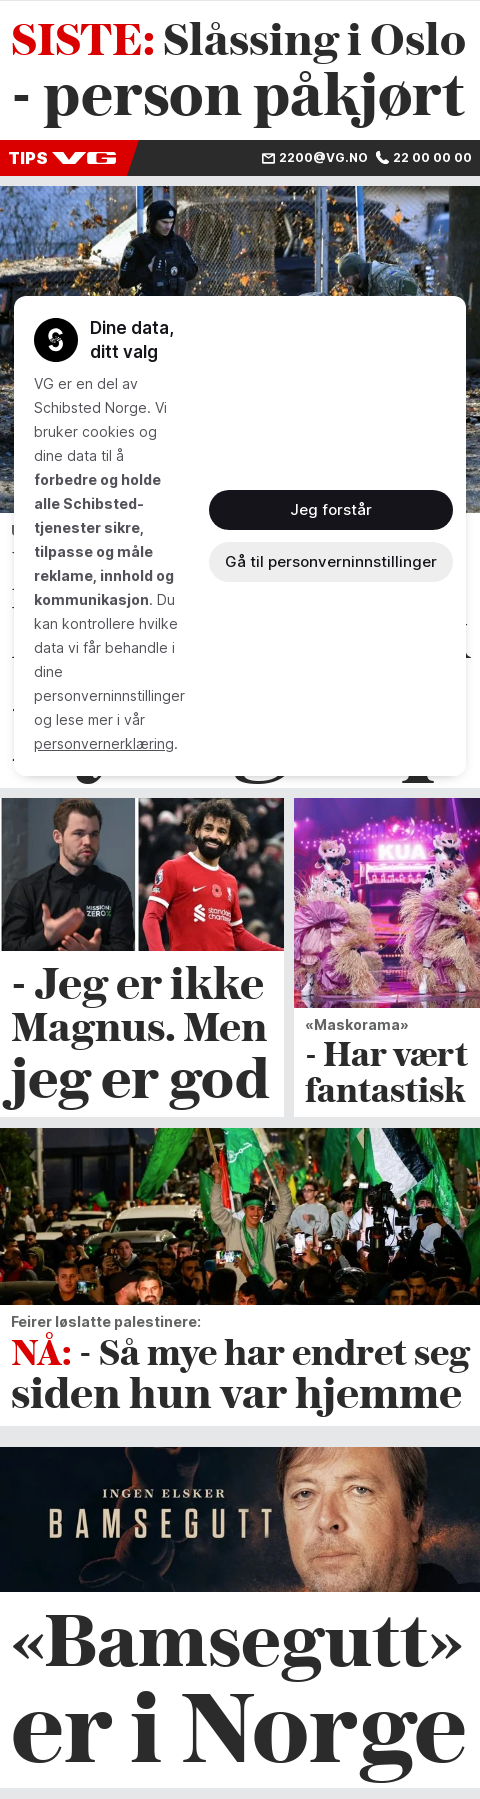 SISTE: Slåssing i Oslo
- person påkjørt
TIPS VG 2200@VG.NO 22 00 00 00
Dine data,
ditt valg
VG er en del av
Schibsted Norge. Vi
bruker cookies og
dine data til å
forbedre og holde
alle Schibsted-
tjenester sikre,
tilpasse og måle
reklame, innhold og
kommunikasjon. Du
kan kontrollere hvilke
data vi får behandle i
dine
personverninnstillinger
og lese mer i vår
personvernerklæring.
Jeg forstår
Gå til personverninnstillinger
MISSION:
ZERO
standard
chartered
KUA
- Jeg er ikke
Magnus. Men
jeg er god
«Maskorama»
- Har vært
fantastisk
Feirer løslatte palestinere:
NÅ: - Så mye har endret seg
siden hun var hjemme
INGEN ELSKER
BAMSEGUTT
«Bamsegutt»
er i Norge